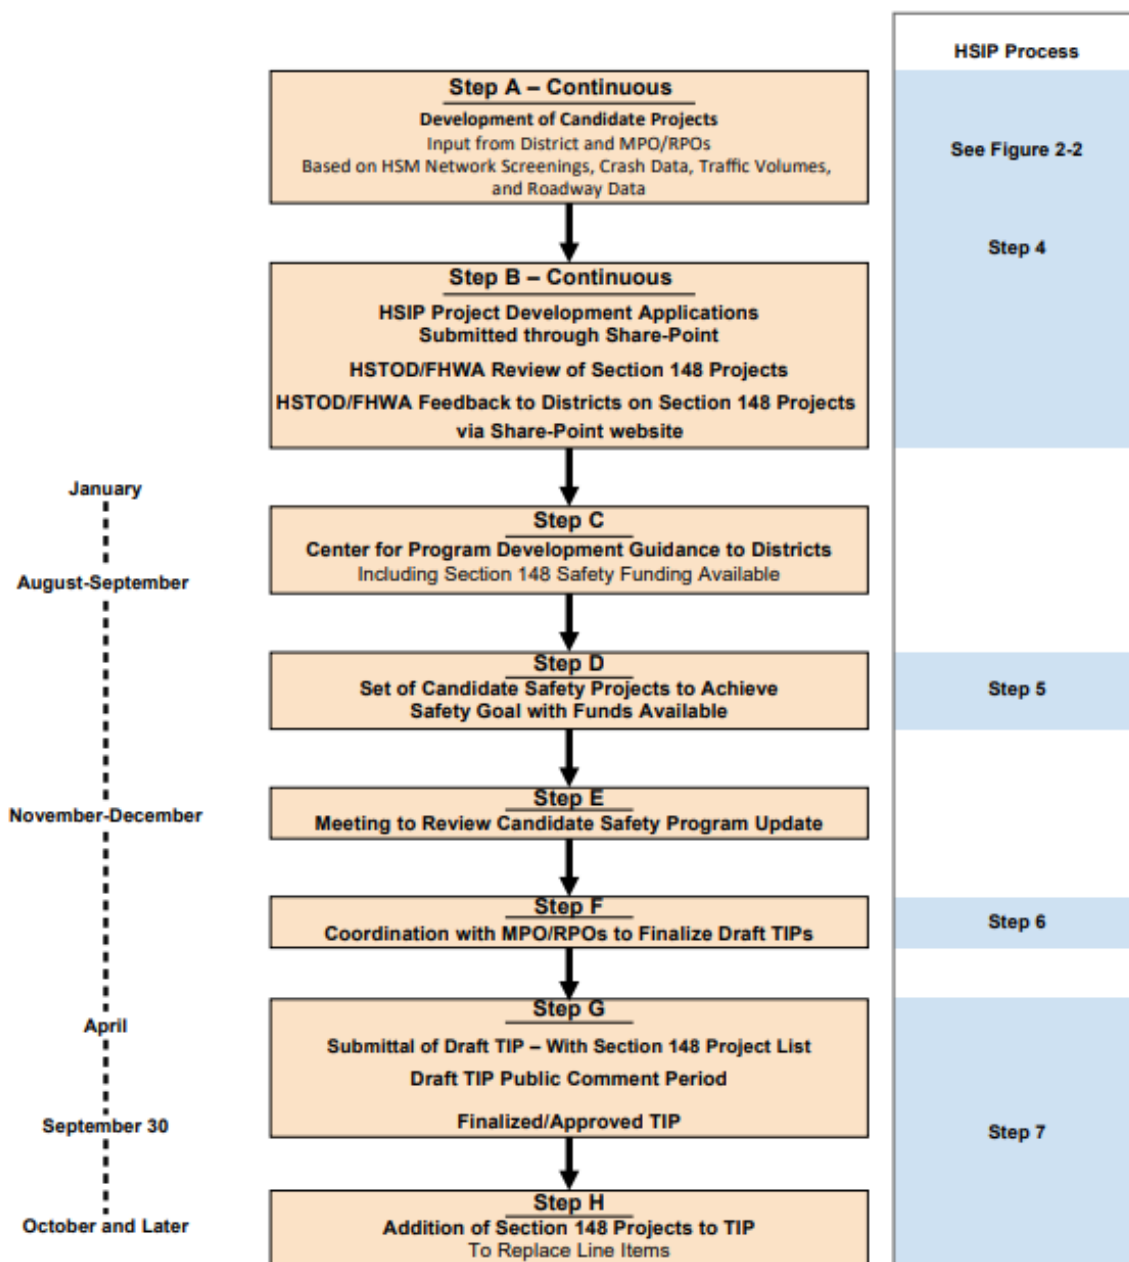 HSIP Process
Step A – Continuous
Development of Candidate Projects
Input from District and MPO/RPOs
Based on HSM Network Screenings, Crash Data, Traffic Volumes,
and Roadway Data
See Figure 2-2
Step 4
Step B – Continuous
HSIP Project Development Applications
Submitted through Share-Point
HSTOD/FHWA Review of Section 148 Projects
HSTOD/FHWA Feedback to Districts on Section 148 Projects
via Share-Point website
January
Step C
Center for Program Development Guidance to Districts
Including Section 148 Safety Funding Available
August-September
Step D
Set of Candidate Safety Projects to Achieve
Safety Goal with Funds Available
Step 5
November-December
Step E
Meeting to Review Candidate Safety Program Update
Step F
Coordination with MPO/RPOs to Finalize Draft TIPs
Step 6
April
Step G
Submittal of Draft TIP – With Section 148 Project List
Draft TIP Public Comment Period
Finalized/Approved TIP
September 30
Step 7
Step H
Addition of Section 148 Projects to TIP
To Replace Line Items
October and Later